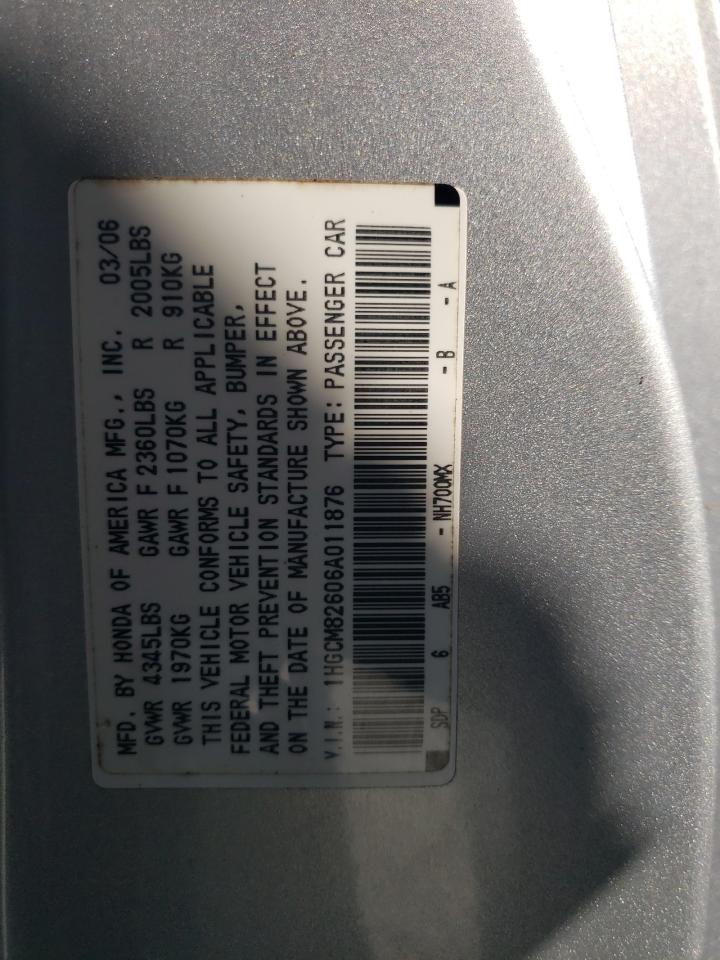 MFD. BY HONDA OF AMERICA MFG., INC. 03/06
GVWR 4345LBS GAWR F 2360LBS R 2005LBS
GVWR 1970KG GAWR F 1070KG R 910KG
THIS VEHICLE CONFORMS TO ALL APPLICABLE
FEDERAL MOTOR VEHICLE SAFETY, BUMPER,
AND THEFT PREVENTION STANDARDS IN EFFECT
ON THE DATE OF MANUFACTURE SHOWN ABOVE.
V.I.N.: 1HGCM82606A011876 TYPE: PASSENGER CAR
SDP 6 AB5 - NH700MX - B - A